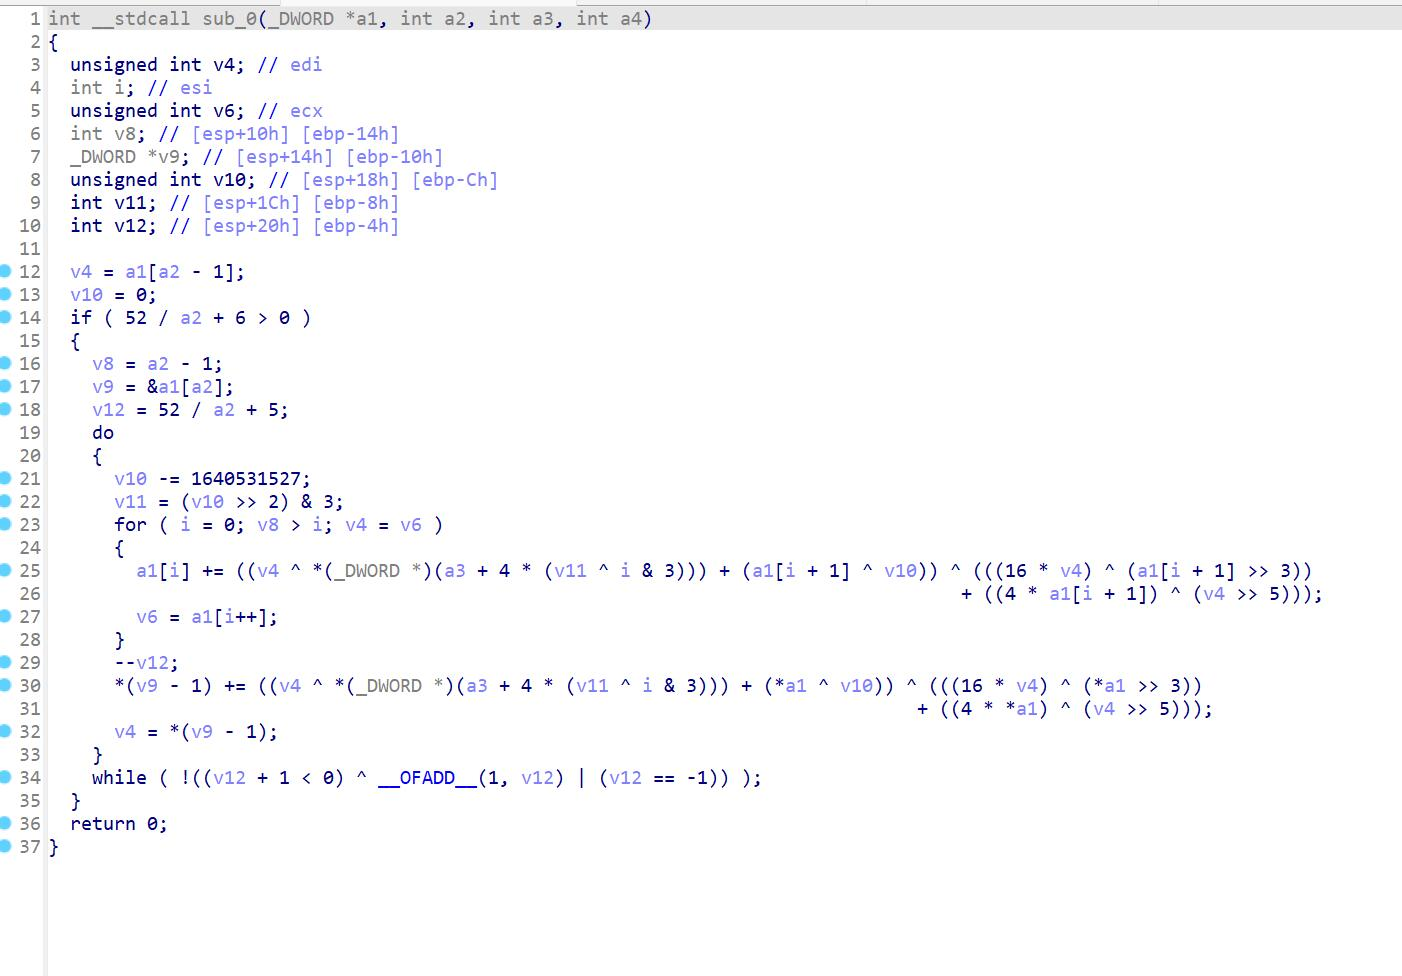 1 int __stdcall sub_0(_DWORD *a1, int a2, int a3, int a4)
2 {
3 unsigned int v4; // edi
4 int i; // esi
5 unsigned int v6; // ecx
6 int v8; // [esp+10h] [ebp-14h]
7 _DWORD *v9; // [esp+14h] [ebp-10h]
8 unsigned int v10; // [esp+18h] [ebp-Ch]
9 int v11; // [esp+1Ch] [ebp-8h]
10 int v12; // [esp+20h] [ebp-4h]
11
12 v4 = a1[a2 - 1];
13 v10 = 0;
14 if ( 52 / a2 + 6 > 0 )
15 {
16 v8 = a2 - 1;
17 v9 = &a1[a2];
18 v12 = 52 / a2 + 5;
19 do
20 {
21 v10 -= 1640531527;
22 v11 = (v10 >> 2) & 3;
23 for ( i = 0; v8 > i; v4 = v6 )
24 {
25 a1[i] += ((v4 ^ *(_DWORD *)(a3 + 4 * (v11 ^ i & 3))) + (a1[i + 1] ^ v10)) ^ (((16 * v4) ^ (a1[i + 1] >> 3))
26 + ((4 * a1[i + 1]) ^ (v4 >> 5)));
27 v6 = a1[i++];
28 }
29 --v12;
30 *(v9 - 1) += ((v4 ^ *(_DWORD *)(a3 + 4 * (v11 ^ i & 3))) + (*a1 ^ v10)) ^ (((16 * v4) ^ (*a1 >> 3))
31 + ((4 * *a1) ^ (v4 >> 5)));
32 v4 = *(v9 - 1);
33 }
34 while ( !((v12 + 1 < 0) ^ __OFADD__(1, v12) | (v12 == -1)) );
35 }
36 return 0;
37 }